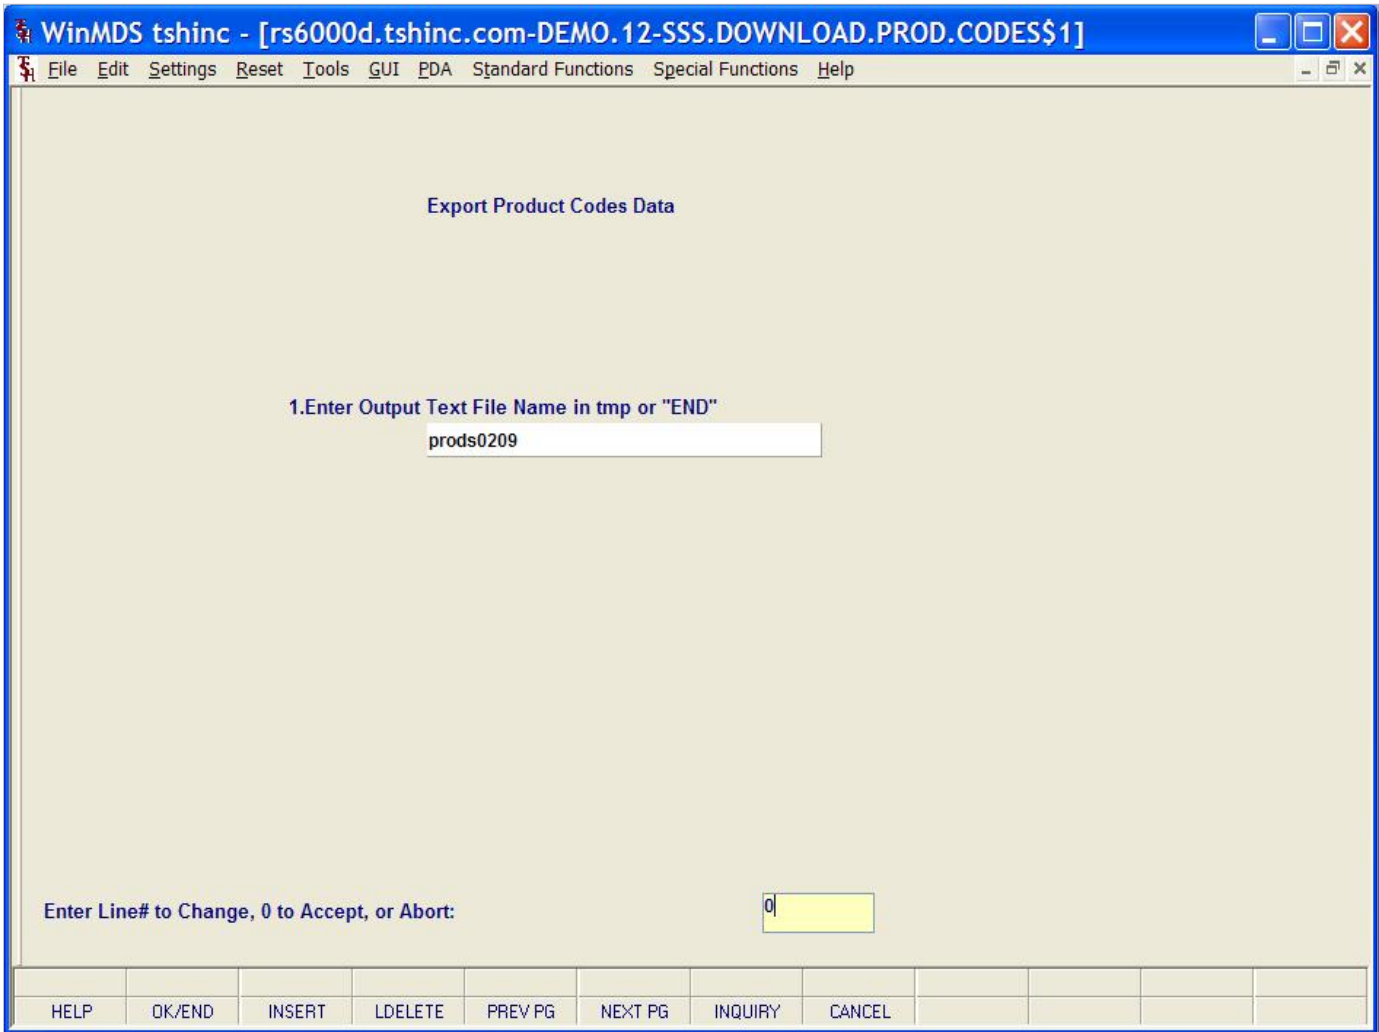 WinMDS tshinc - [rs6000d.tshinc.com-DEMO.12-SSS.DOWNLOAD.PROD.CODES$1]
File Edit Settings Reset Tools GUI PDA Standard Functions Special Functions Help
Export Product Codes Data
1.Enter Output Text File Name in tmp or "END"
prods0209
Enter Line# to Change, 0 to Accept, or Abort: 0
HELP OK/END INSERT LDELETE PREV PG NEXT PG INQUIRY CANCEL